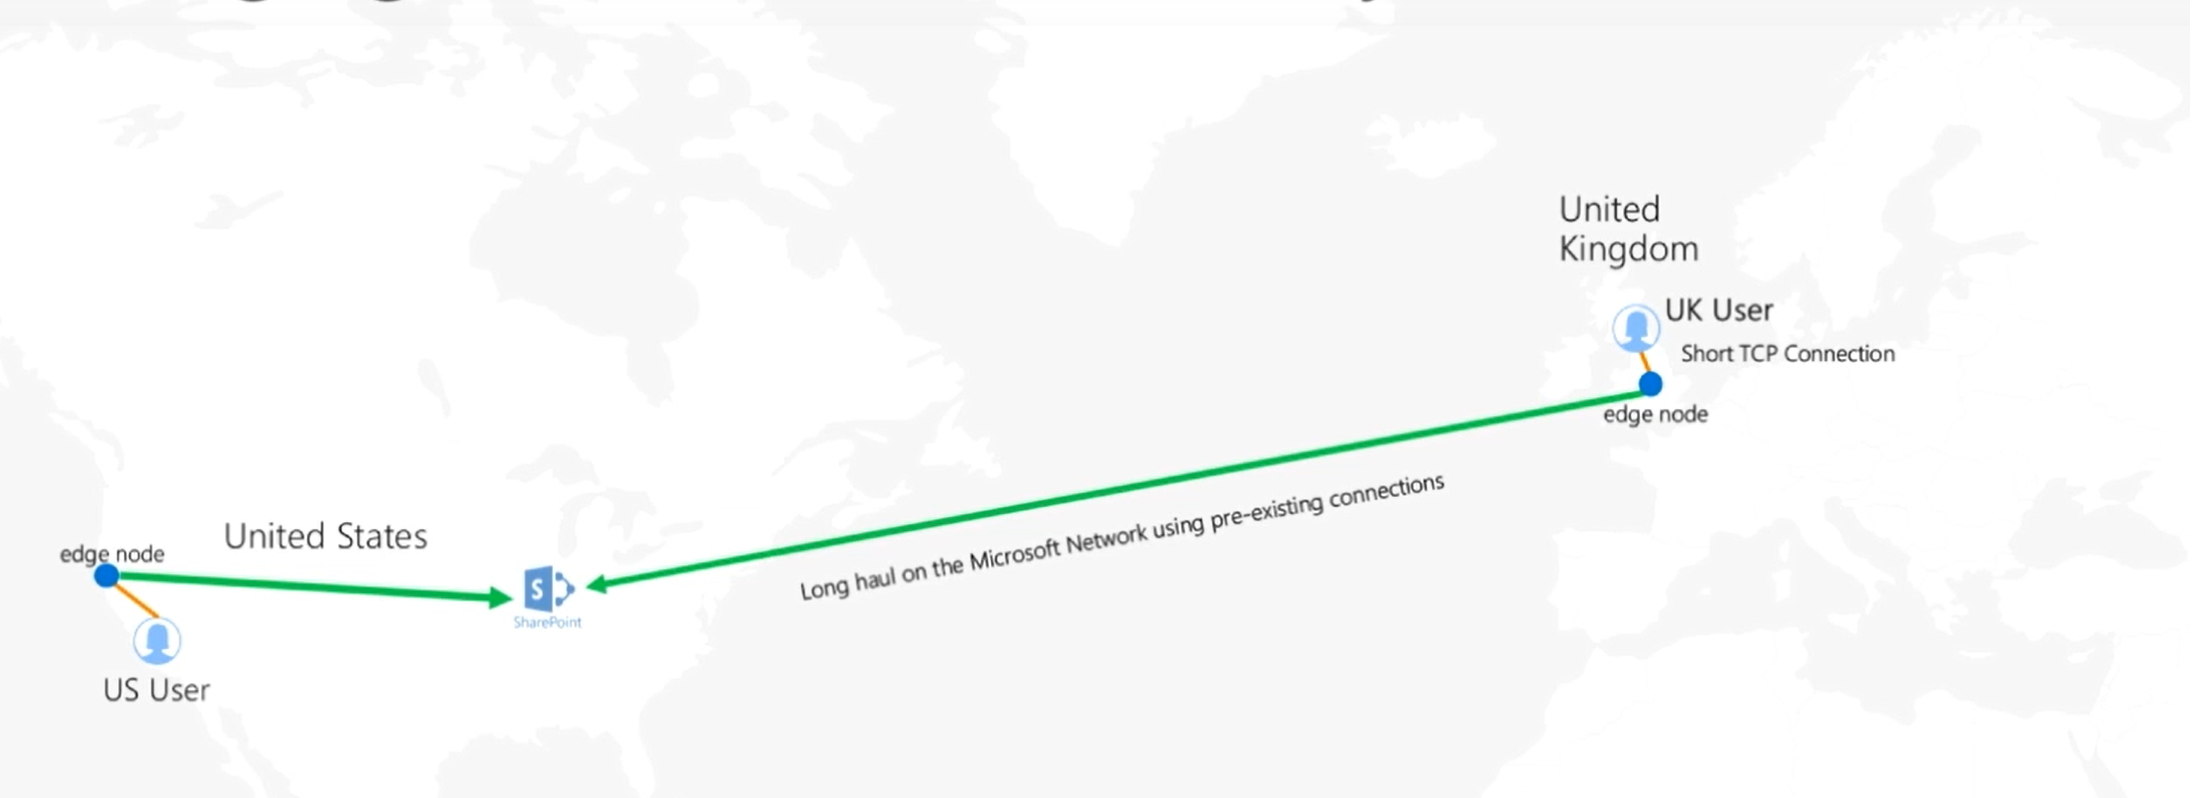 United
Kingdom
UK User
Short TCP Connection
edge node
Long haul on the Microsoft Network using pre-existing connections
United States
edge node
S
SharePoint
US User